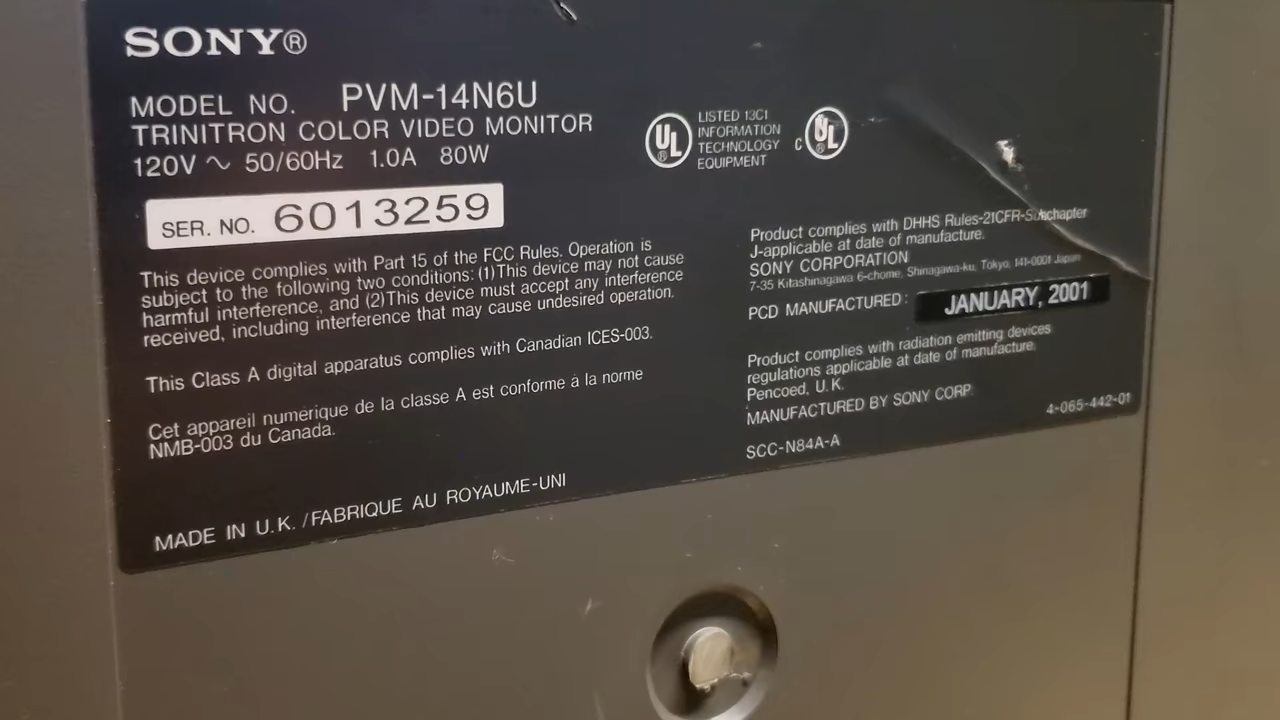 SONY®
MODEL NO. PVM-14N6U
TRINITRON COLOR VIDEO MONITOR
120V ~ 50/60Hz 1.0A 80W
UL®
LISTED 13C1
INFORMATION
TECHNOLOGY
EQUIPMENT
C UL®
SER. NO. 6013259
This device complies with Part 15 of the FCC Rules. Operation is
subject to the following two conditions: (1)This device may not cause
harmful interference, and (2)This device must accept any interference
received, including interference that may cause undesired operation.
This Class A digital apparatus complies with Canadian ICES-003.
Cet appareil numérique de la classe A est conforme à la norme
NMB-003 du Canada.
MADE IN U.K. /FABRIQUE AU ROYAUME-UNI
Product complies with DHHS Rules-21CFR-Subchapter
J-applicable at date of manufacture.
SONY CORPORATION
7-35 Kitashinagawa 6-chome, Shinagawa-ku, Tokyo, 141-0001 Japan
PCD MANUFACTURED: JANUARY, 2001
Product complies with radiation emitting devices
regulations applicable at date of manufacture.
Pencoed, U.K.
MANUFACTURED BY SONY CORP.
SCC-N84A-A
4-065-442-01